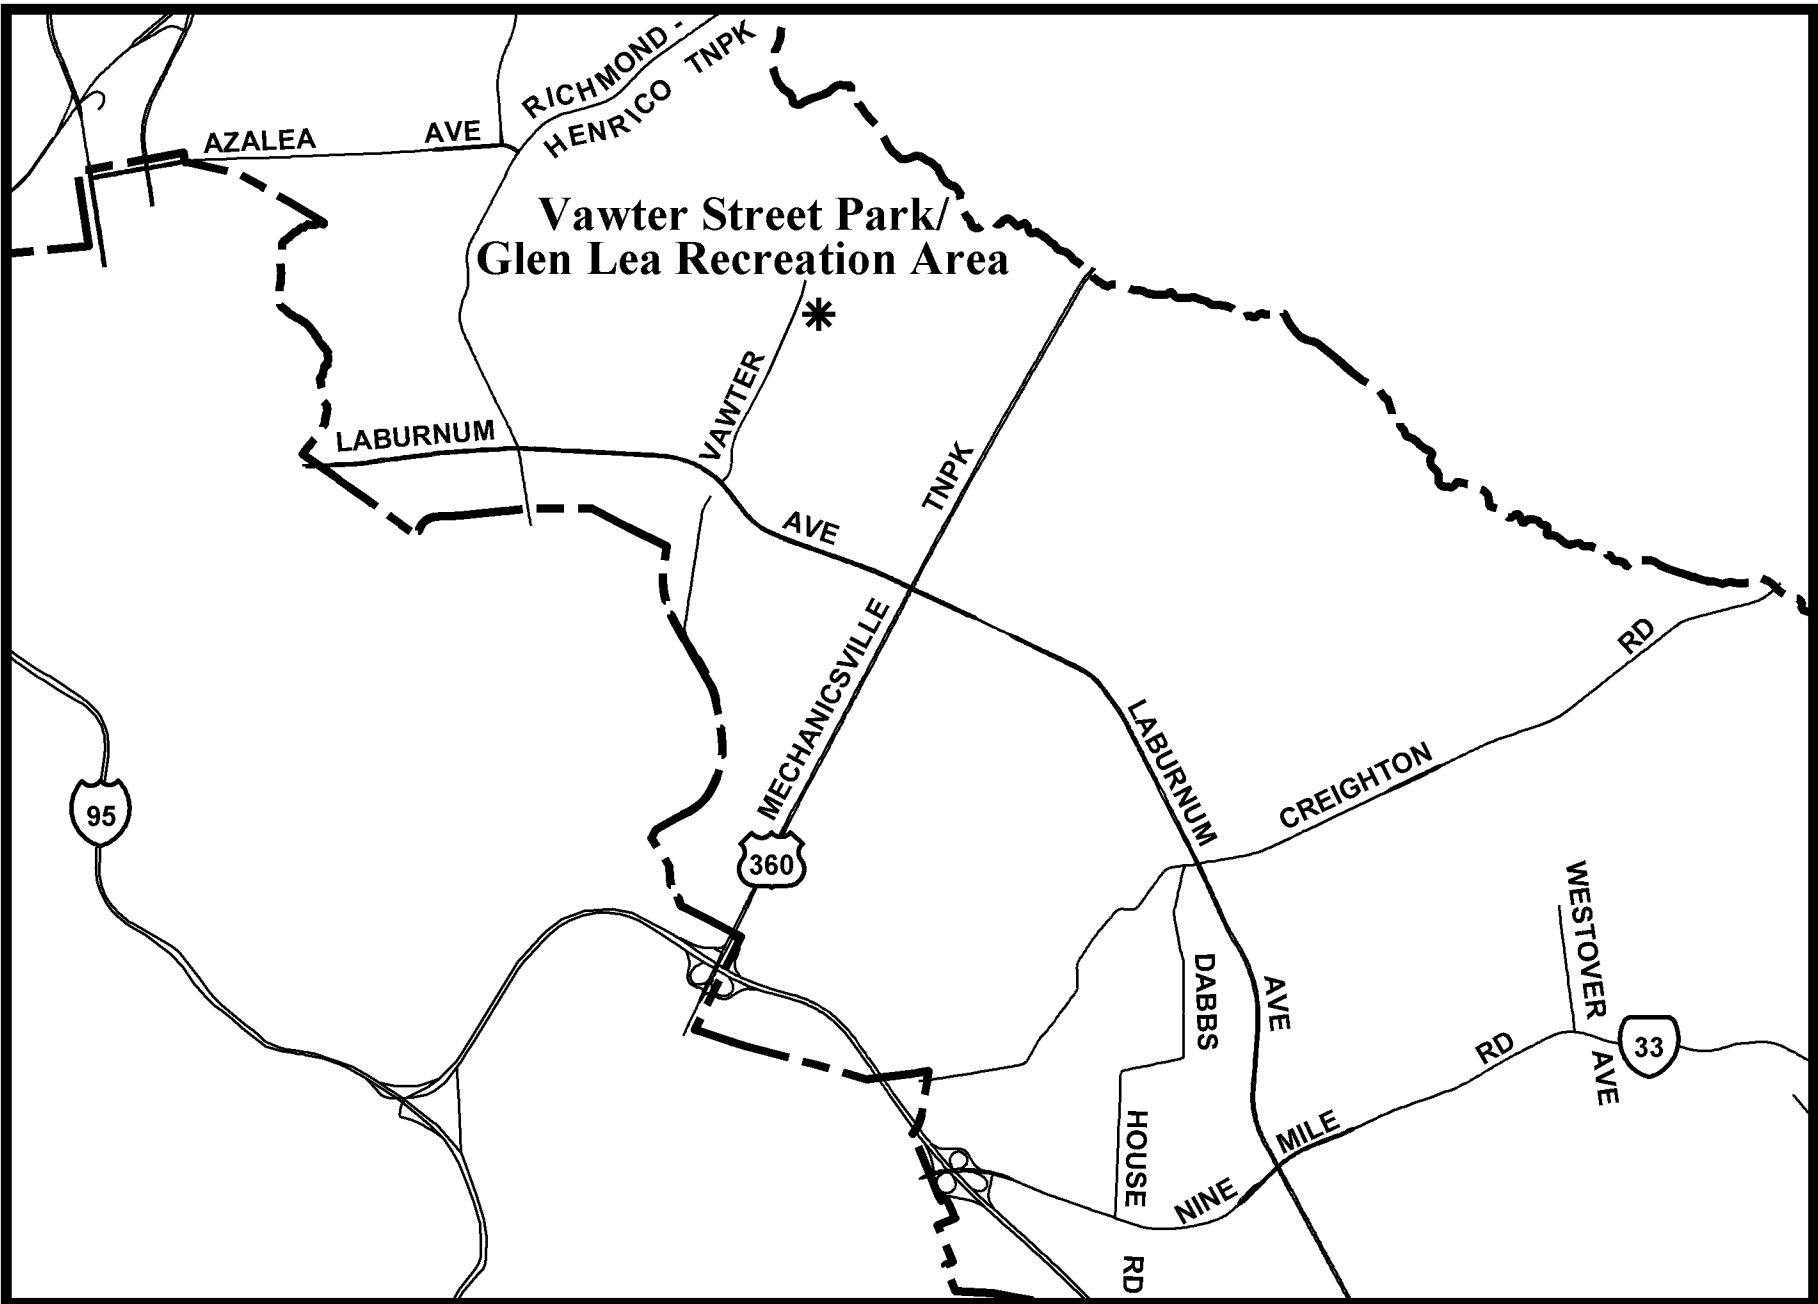 RICHMOND -
HENRICO TNPK
AZALEA AVE
Vawter Street Park/
Glen Lea Recreation Area
VAWTER
LABURNUM
AVE
TNPK
MECHANICSVILLE
360
95
LABURNUM
AVE
CREIGHTON
RD
WESTOVER
AVE
DABBS
HOUSE
RD
NINE
MILE
RD
33